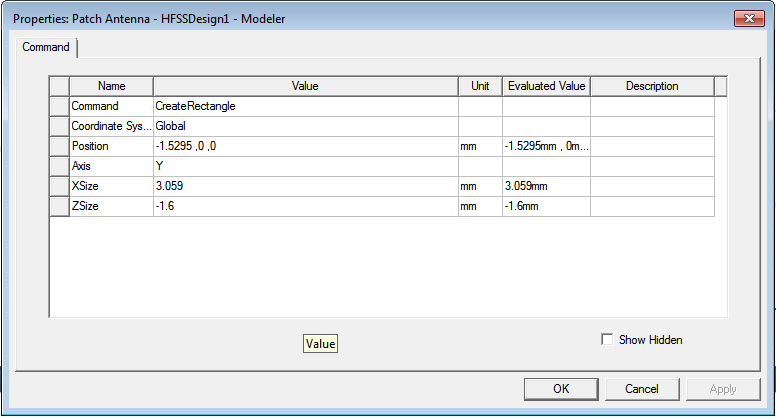 Properties: Patch Antenna - HFSSDesign1 - Modeler
Command
Name Value Unit Evaluated Value Description
Command CreateRectangle
Coordinate Sys... Global
Position -1.5295 ,0 ,0 mm -1.5295mm , 0m...
Axis Y
XSize 3.059 mm 3.059mm
ZSize -1.6 mm -1.6mm
Value
Show Hidden
OK Cancel Apply